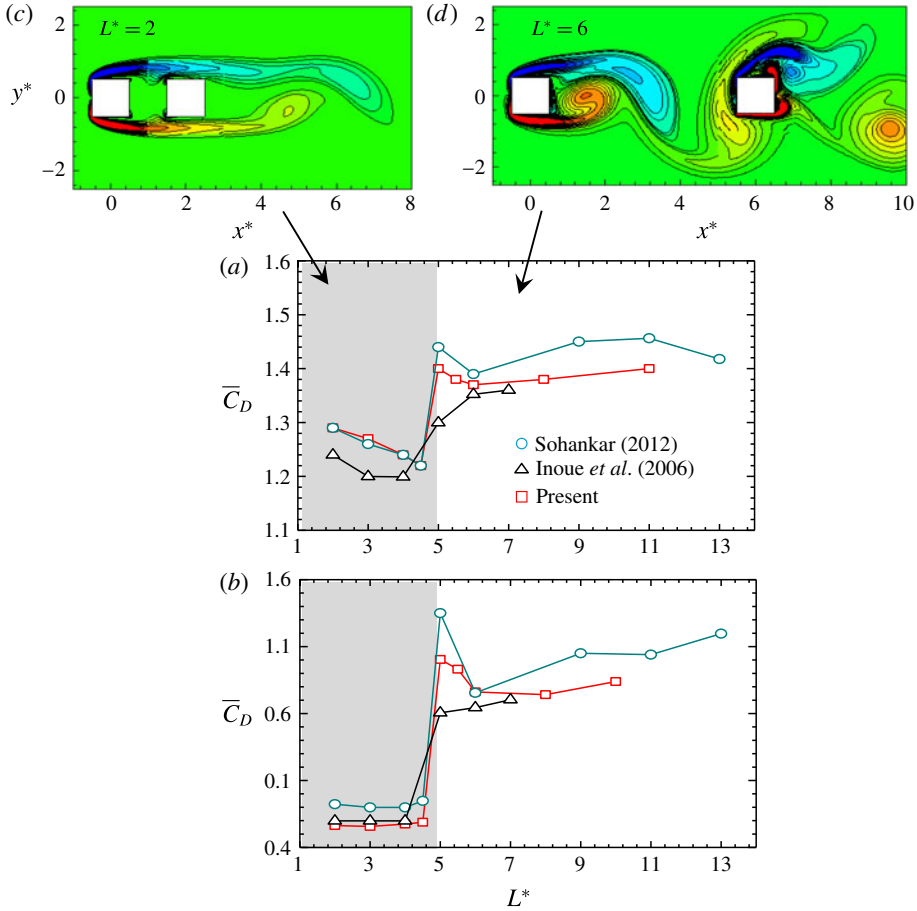 (c)
L* = 2
(d)
L* = 6
y*
2
0
−2
0 2 4 6 8
0 2 4 6 8 10
x*
x*
(a)
1.6
1.5
1.4
1.3
1.2
1.1
C̅_D
Sohankar (2012)
Inoue et al. (2006)
Present
1 3 5 7 9 11 13
(b)
1.6
1.1
0.6
0.1
0.4
C̅_D
1 3 5 7 9 11 13
L*